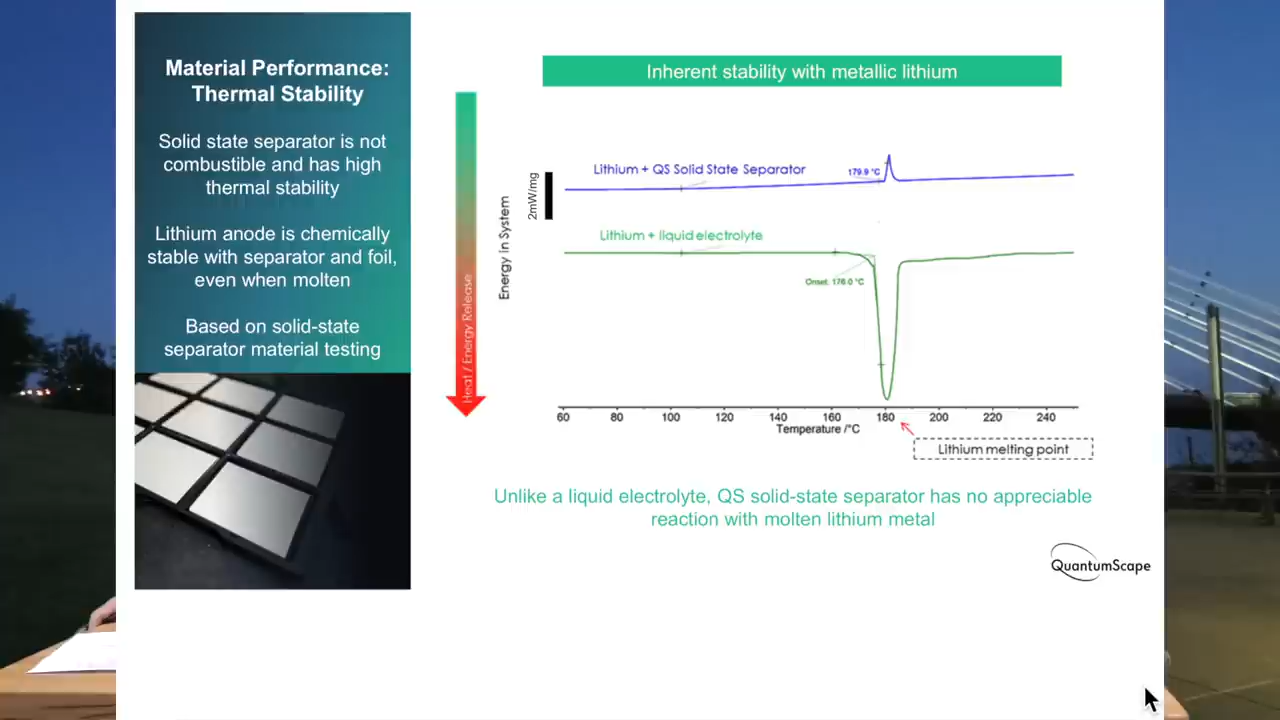 Material Performance:
Thermal Stability
Solid state separator is not
combustible and has high
thermal stability
Lithium anode is chemically
stable with separator and foil,
even when molten
Based on solid-state
separator material testing
Inherent stability with metallic lithium
Heat / Energy Release
Energy in System
2mW/mg
Lithium + QS Solid State Separator
179.9 °C
Lithium + liquid electrolyte
Onset: 176.0 °C
60 80 100 120 140 160 180 200 220 240
Temperature /°C
Lithium melting point
Unlike a liquid electrolyte, QS solid-state separator has no appreciable
reaction with molten lithium metal
QuantumScape